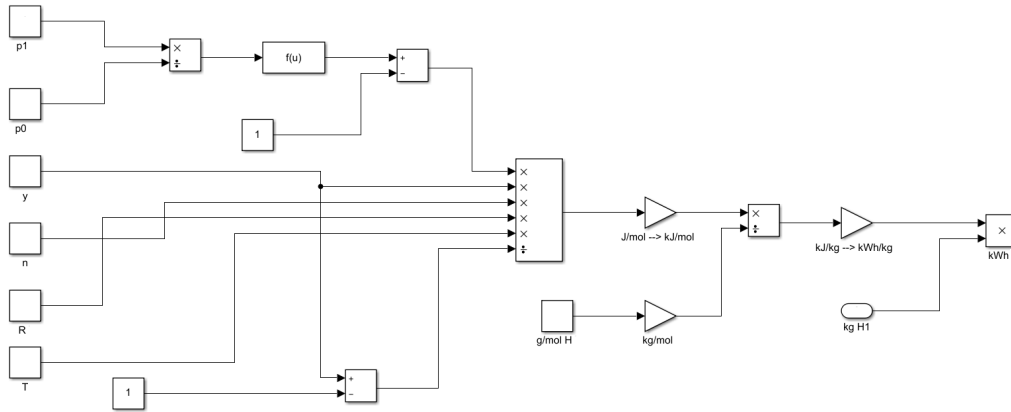 p1
×
÷
f(u)
+
−
p0
1
y
×
×
×
×
×
÷
n
J/mol --> kJ/mol
×
÷
kJ/kg --> kWh/kg
×
kWh
R
g/mol H
kg/mol
kg H1
T
1
+
−